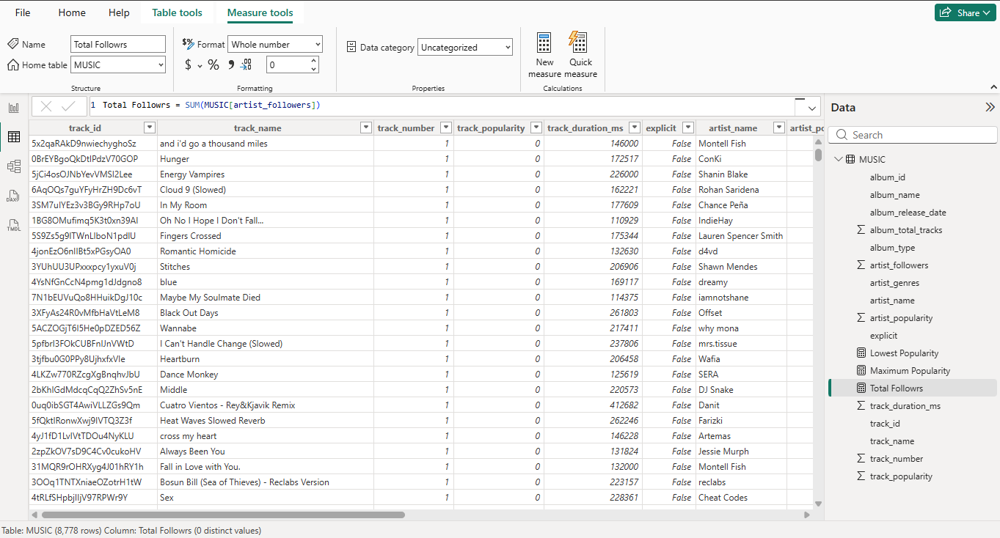 File Home Help Table tools Measure tools Share
Name Total Followrs Format Whole number Data category Uncategorized New measure Quick measure
Home table MUSIC $ % 0
Structure Formatting Properties Calculations
1 Total Followrs = SUM(MUSIC[artist_followers])
track_id track_name track_number track_popularity track_duration_ms explicit artist_name artist_po
5x2qaRAkD9nwiechyghoSz and i'd go a thousand miles 1 0 146000 False Montell Fish
0BrEYBgoQkDtIPdzV70GOP Hunger 1 0 172517 False ConKi
5jCi4osOJNbYevVMSI2Lee Energy Vampires 1 0 226000 False Shanin Blake
6AqOQs7guYFyHrZH9Dc6vT Cloud 9 (Slowed) 1 0 162221 False Rohan Saridena
3SM7uIYEz3v3BGy9RHp7oU In My Room 1 0 177609 False Chance Peña
1BG8OMufimq5K3t0xn39AI Oh No I Hope I Don't Fall... 1 0 110929 False IndieHay
5S9Zs5g9ITWnLIboN1pdIU Fingers Crossed 1 0 175344 False Lauren Spencer Smith
4jonEzO6nIIBt5xPGsyOA0 Romantic Homicide 1 0 132630 False d4vd
3YUhUU3UPxxxpcy1yxuV0j Stitches 1 0 206906 False Shawn Mendes
4YsNfGnCcN4pmg1dJdgno8 blue 1 0 169117 False dreamy
7N1bEUVuQo8HHuikDgJ10c Maybe My Soulmate Died 1 0 114375 False iamnotshane
3XFyAs24R0vMfbHaVtLeM8 Black Out Days 1 0 261803 False Offset
5ACZOGjT6I5He0pDZED56Z Wannabe 1 0 217411 False why mona
5pfbrI3FOkCUBFnIJnVWtD I Can't Handle Change (Slowed) 1 0 237806 False mrs.tissue
3tjfbu0G0PPy8UjhxfxVIe Heartburn 1 0 206458 False Wafia
4LKZw770RZcgXgBnqhvJbU Dance Monkey 1 0 125619 False SERA
2bKhIGdMdcqCqQ2ZhSv5nE Middle 1 0 220573 False DJ Snake
0uq0ibSGT4AwiVLLZGs9Qm Cuatro Vientos - Rey&Kjavik Remix 1 0 412682 False Danit
5fQktIRonwXwj9IVTQ3Z3f Heat Waves Slowed Reverb 1 0 262246 False Farizki
4yJ1fD1LvIVtTDOu4NyKLU cross my heart 1 0 146228 False Artemas
2zpZkOV7sD9C4Cv0cukoHV Always Been You 1 0 131824 False Jessie Murph
31MQR9rOHRXyg4J01hRY1h Fall in Love with You. 1 0 132000 False Montell Fish
3OOq1TNTXniaeOZotrH1tW Bosun Bill (Sea of Thieves) - Reclabs Version 1 0 223157 False reclabs
4tRLfSHpbjIIjV97RPWr9Y Sex 1 0 228361 False Cheat Codes
Data
Search
MUSIC
album_id
album_name
album_release_date
album_total_tracks
album_type
artist_followers
artist_genres
artist_name
artist_popularity
explicit
Lowest Popularity
Maximum Popularity
Total Followrs
track_duration_ms
track_id
track_name
track_number
track_popularity
DAX
TMDL
Table: MUSIC (8,778 rows) Column: Total Followrs (0 distinct values)